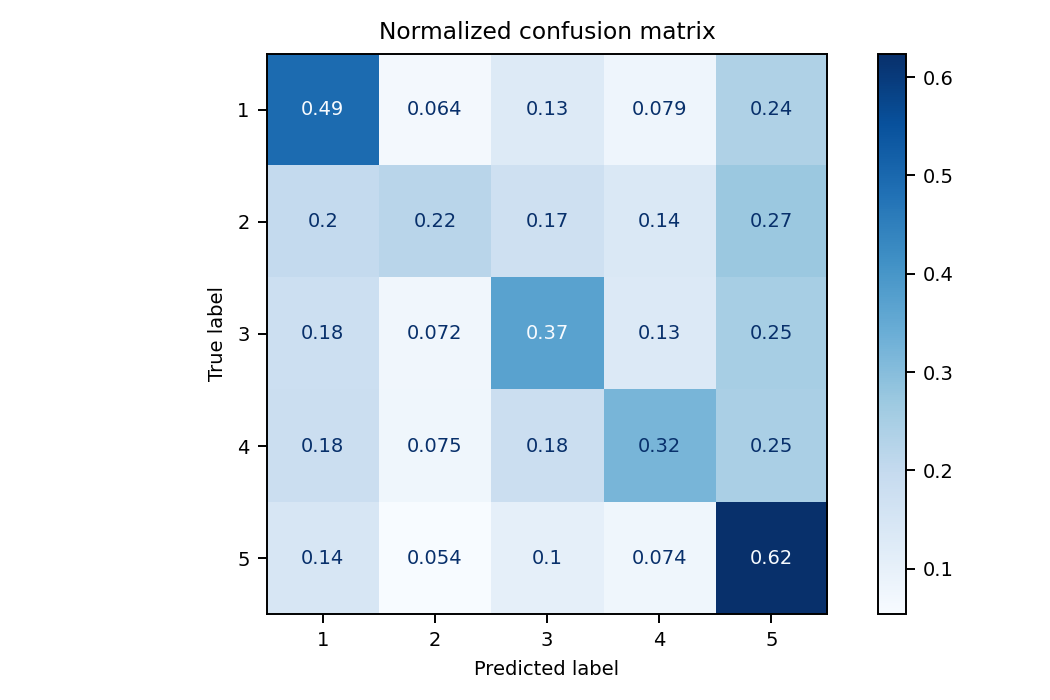 Normalized confusion matrix
1 0.49 0.064 0.13 0.079 0.24
2 0.2 0.22 0.17 0.14 0.27
3 0.18 0.072 0.37 0.13 0.25
4 0.18 0.075 0.18 0.32 0.25
5 0.14 0.054 0.1 0.074 0.62
1 2 3 4 5
Predicted label
True label
0.6
0.5
0.4
0.3
0.2
0.1